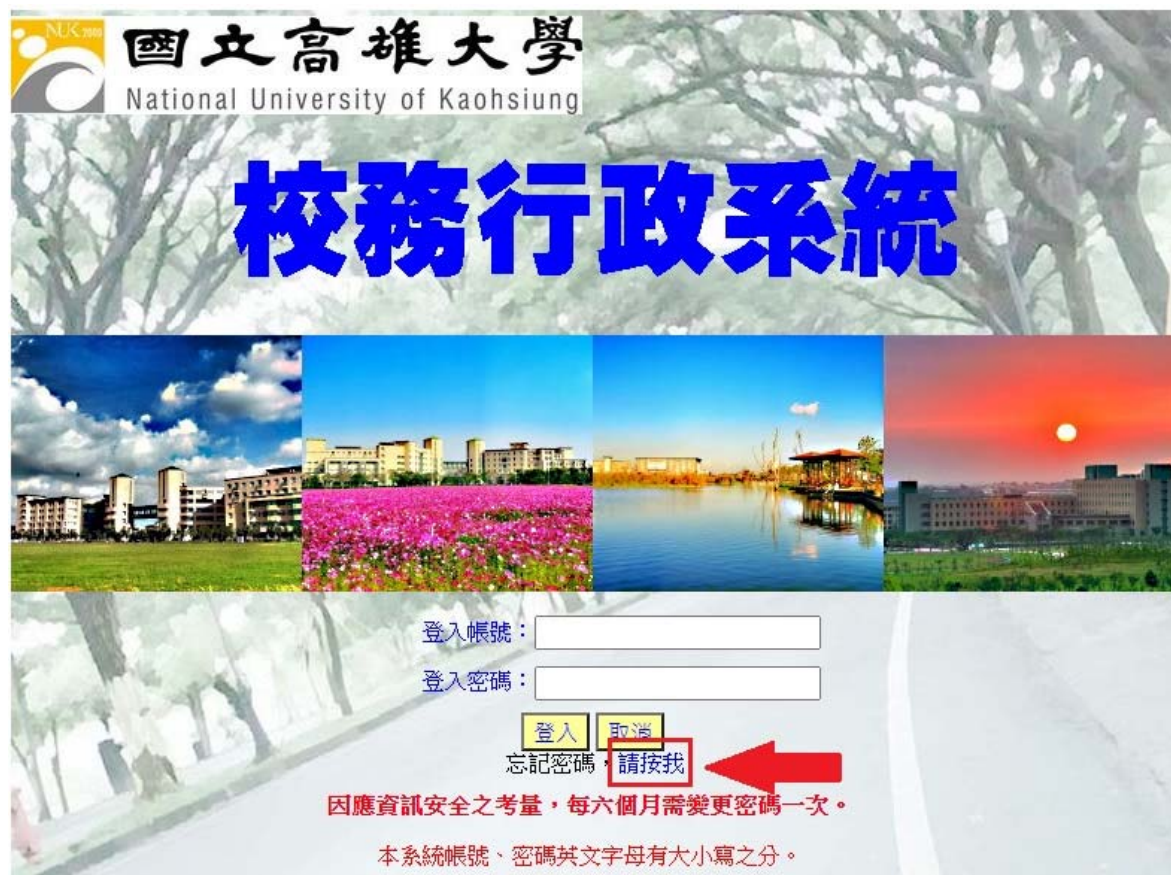 NUK 2000
國立高雄大學
National University of Kaohsiung
校務行政系統
登入帳號：
登入密碼：
登入 取消
忘記密碼，請按我
因應資訊安全之考量，每六個月需變更密碼一次。
本系統帳號、密碼英文字母有大小寫之分。